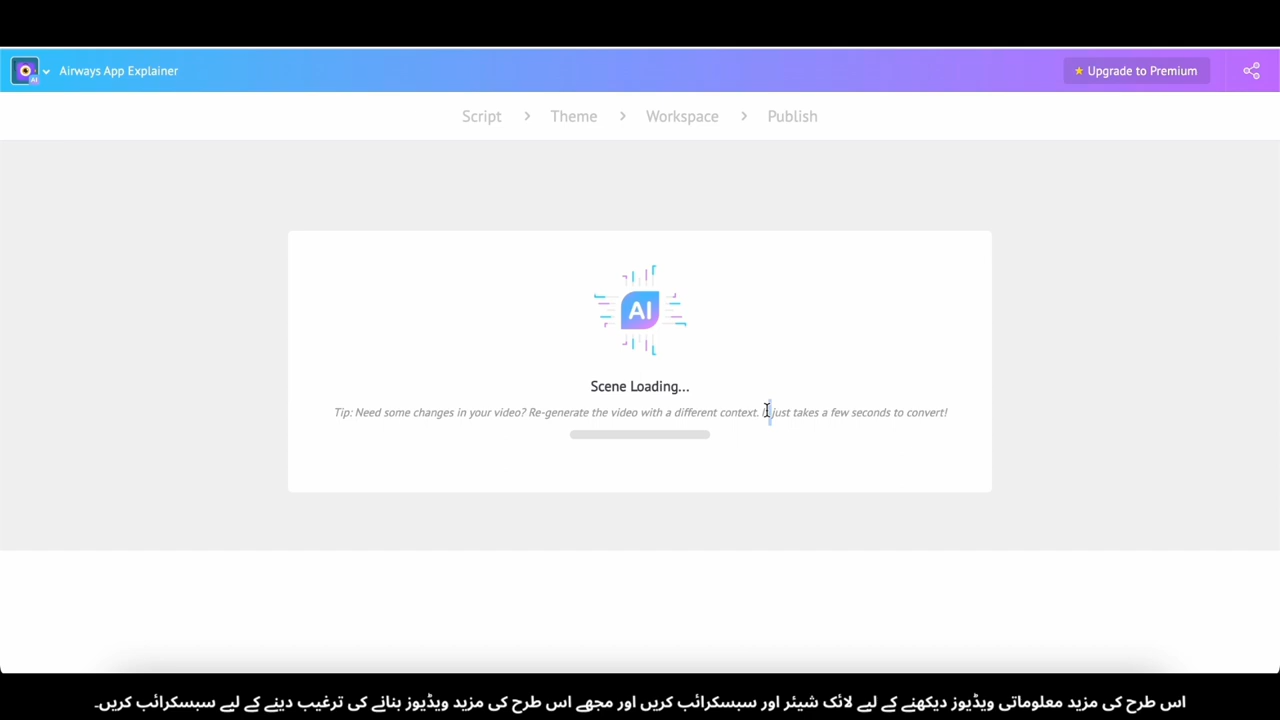 Airways App Explainer
Upgrade to Premium
Script > Theme > Workspace > Publish
AI
AI
Scene Loading...
Tip: Need some changes in your video? Re-generate the video with a different context. It just takes a few seconds to convert!
اس طرح کی مزید معلوماتی ویڈیوز دیکھنے کے لیے لائک شیئر اور سبسکرائب کریں اور مجھے اس طرح کی مزید ویڈیوز بنانے کی ترغیب دینے کے لیے سبسکرائب کریں۔